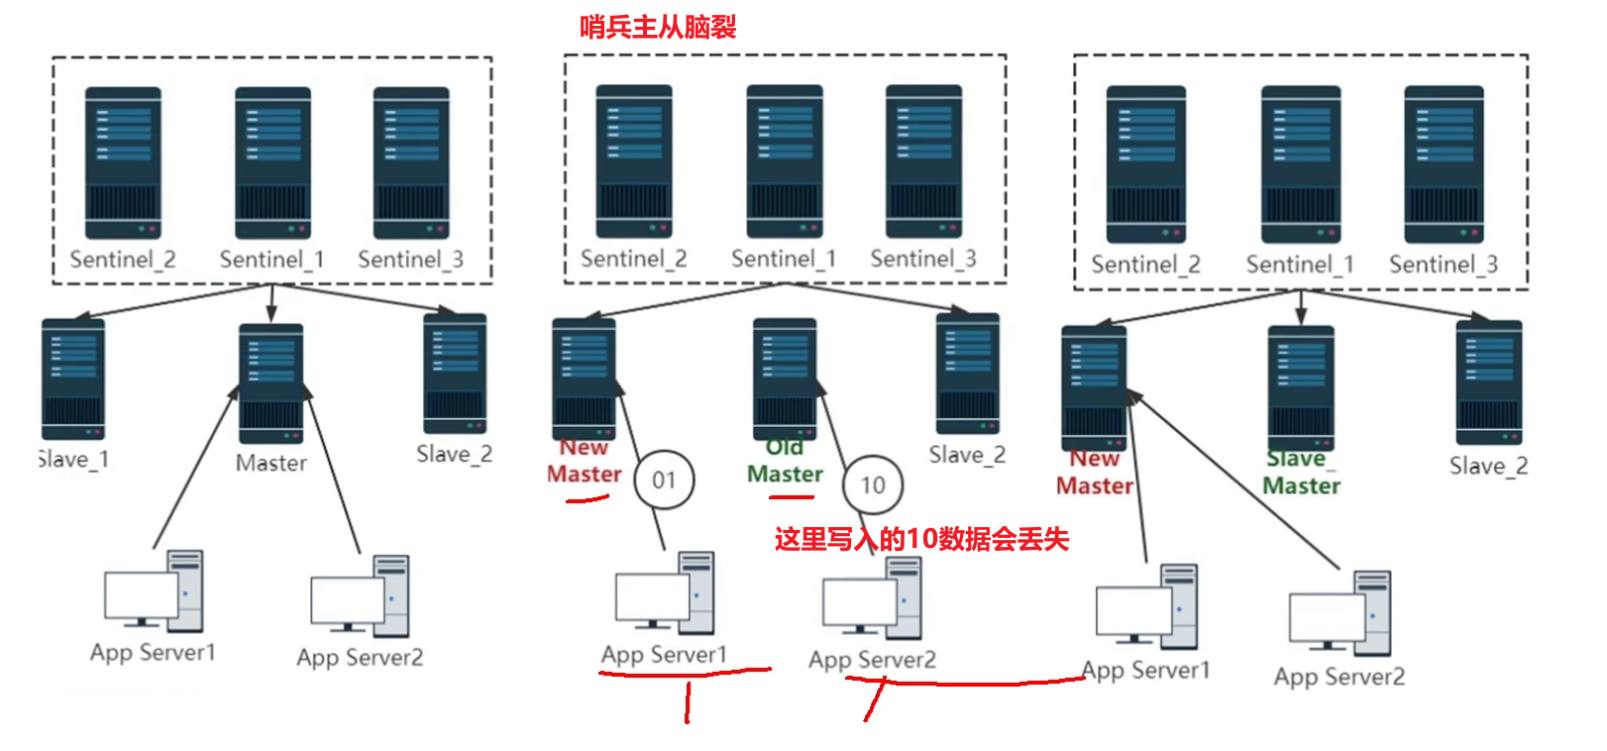 哨兵主从脑裂
Sentinel_2
Sentinel_1
Sentinel_3
Slave_1
Master
Slave_2
App Server1
App Server2
Sentinel_2
Sentinel_1
Sentinel_3
New
Master
01
Old
Master
10
Slave_2
这里写入的10数据会丢失
App Server1
App Server2
Sentinel_2
Sentinel_1
Sentinel_3
New
Master
Slave_
Master
Slave_2
App Server1
App Server2